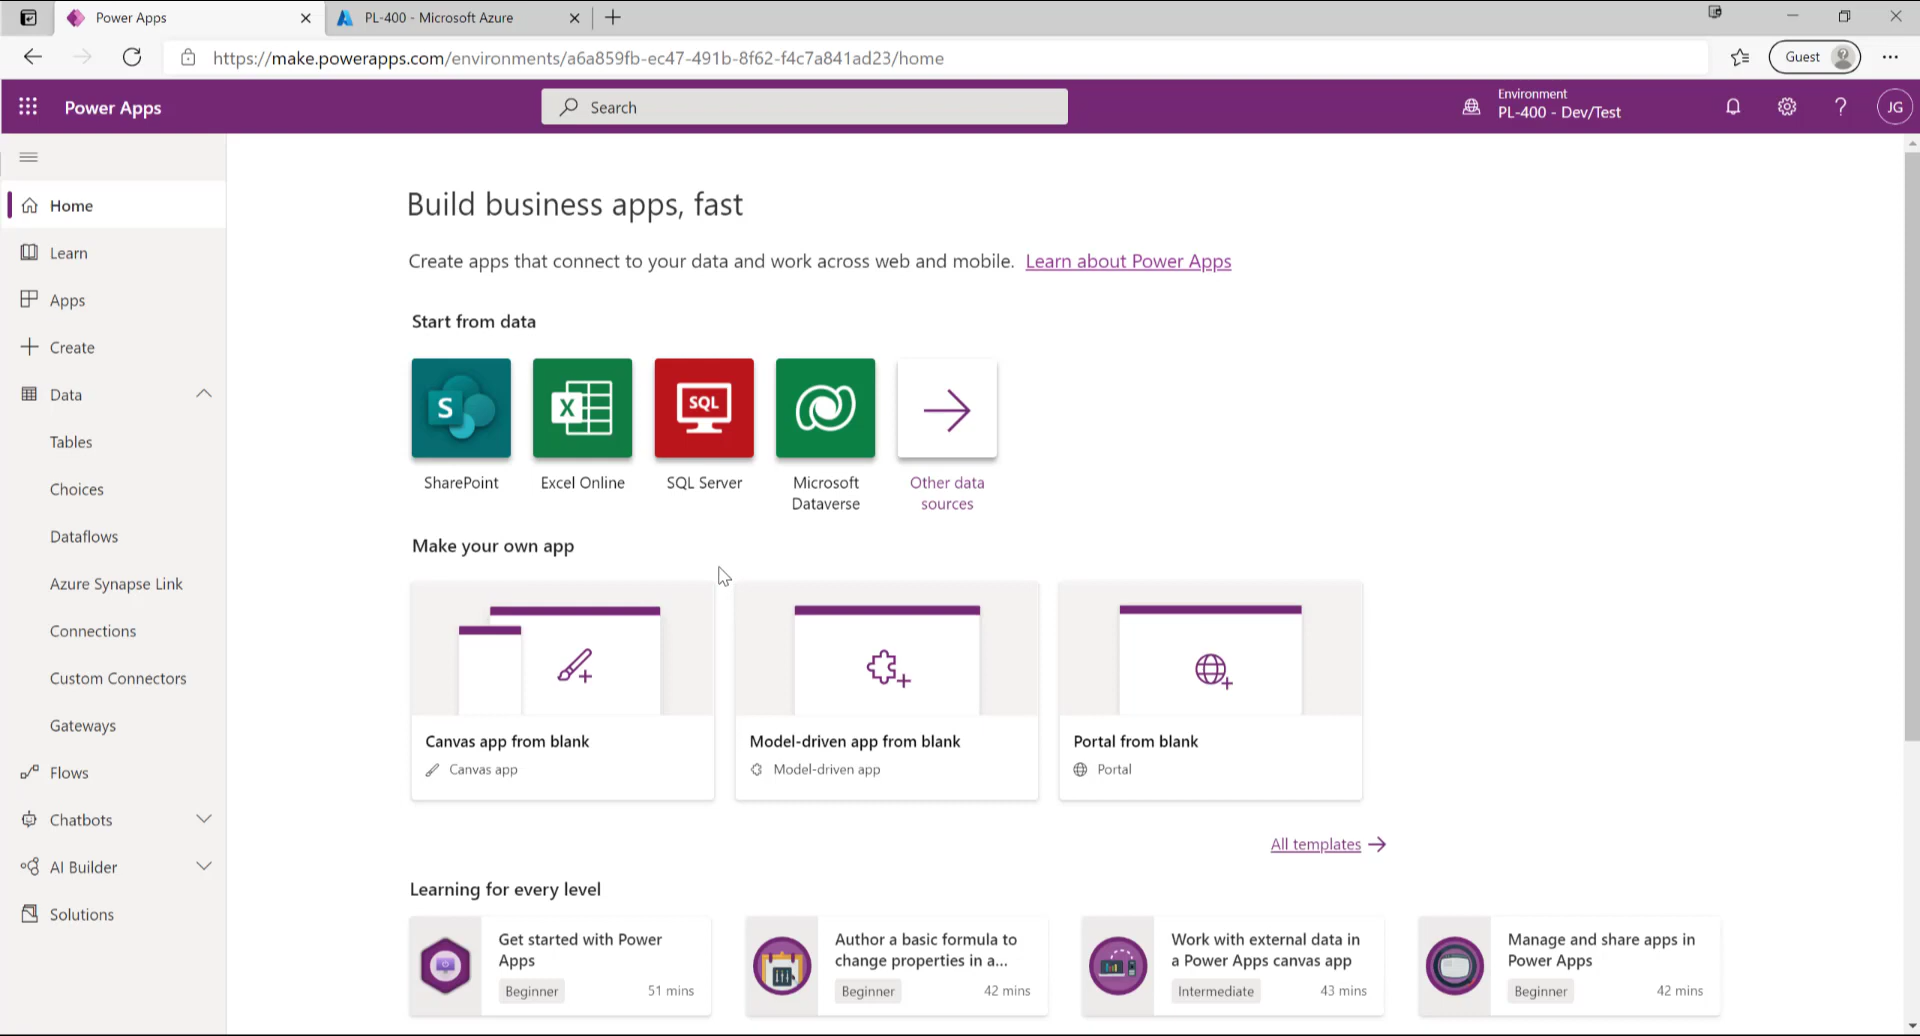 Power Apps
PL-400 - Microsoft Azure
https://make.powerapps.com/environments/a6a859fb-ec47-491b-8f62-f4c7a841ad23/home
Guest
Power Apps
Search
Environment
PL-400 - Dev/Test
JG
Home
Learn
Apps
Create
Data
Tables
Choices
Dataflows
Azure Synapse Link
Connections
Custom Connectors
Gateways
Flows
Chatbots
AI Builder
Solutions
Build business apps, fast
Create apps that connect to your data and work across web and mobile. Learn about Power Apps
Start from data
S
X
SQL
SharePoint
Excel Online
SQL Server
Microsoft
Dataverse
Other data
sources
Make your own app
Canvas app from blank
Canvas app
Model-driven app from blank
Model-driven app
Portal from blank
Portal
All templates
Learning for every level
Get started with Power
Apps
Beginner
51 mins
Author a basic formula to
change properties in a...
Beginner
42 mins
Work with external data in
a Power Apps canvas app
Intermediate
43 mins
Manage and share apps in
Power Apps
Beginner
42 mins